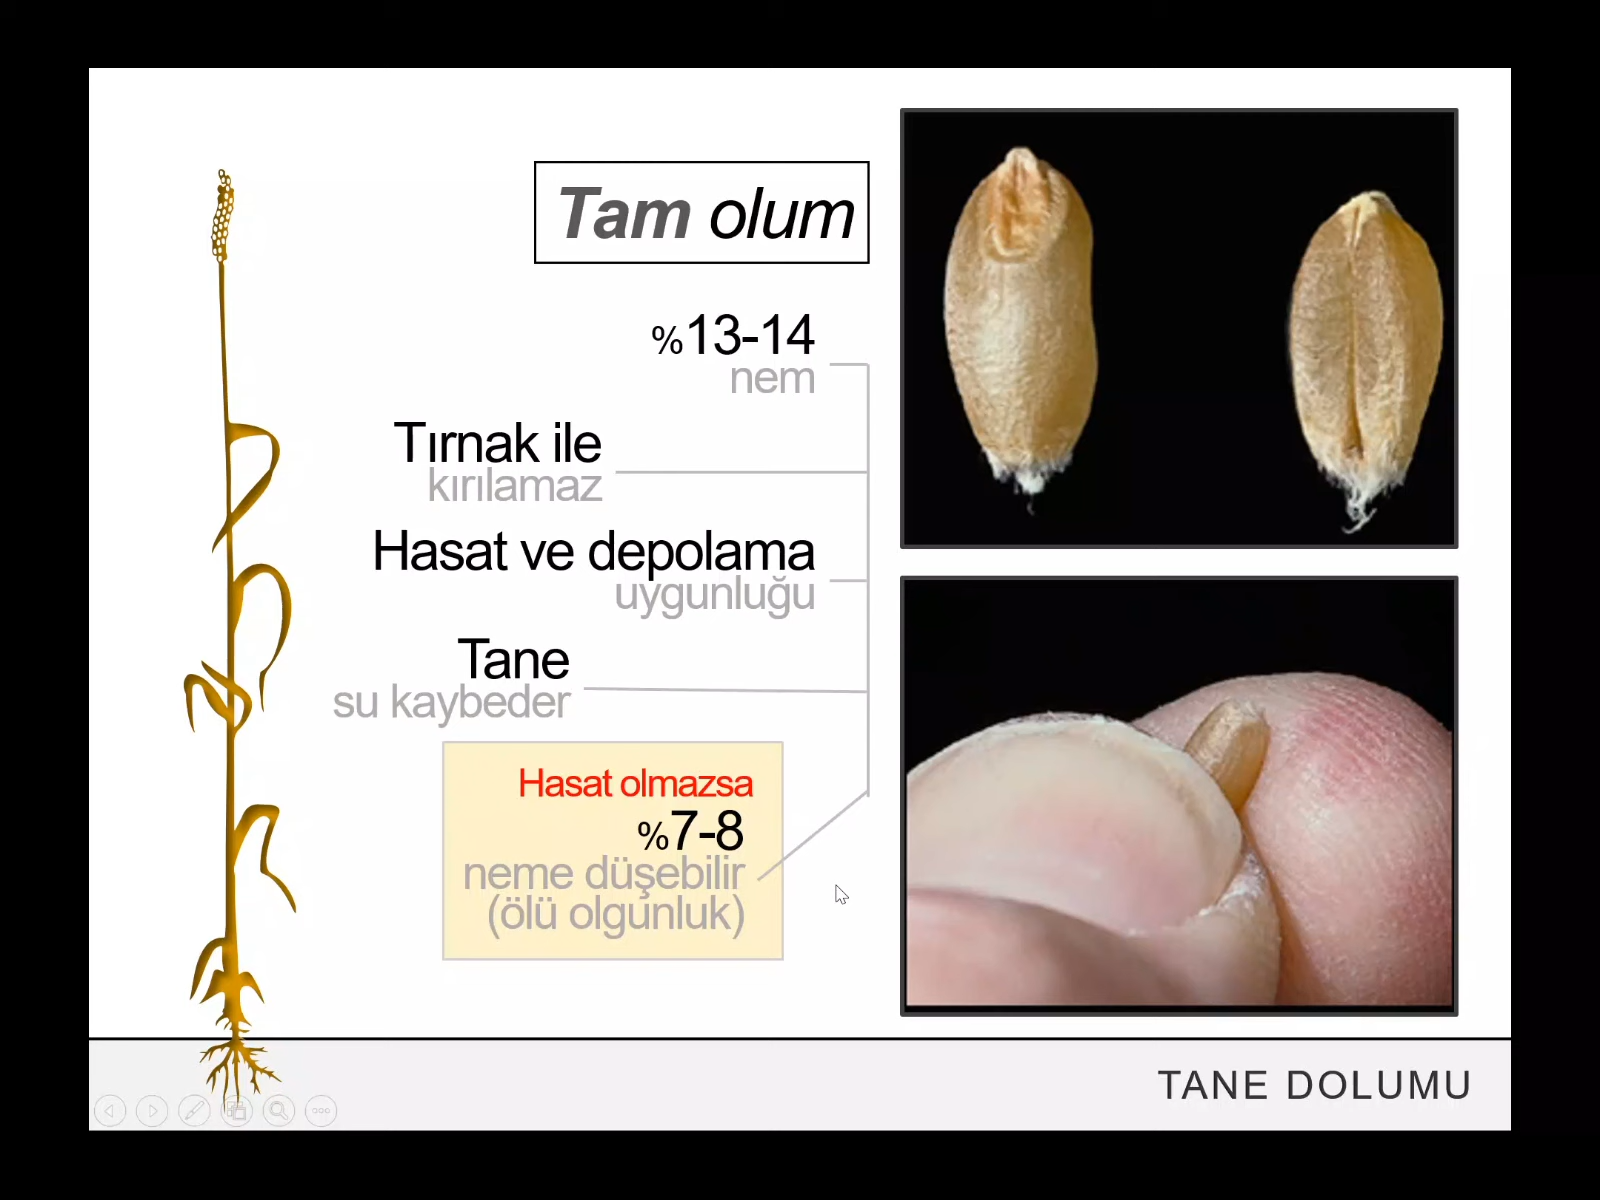 Tam olum
%13-14
nem
Tırnak ile
kırılamaz
Hasat ve depolama
uygunluğu
Tane
su kaybeder
Hasat olmazsa
%7-8
neme düşebilir
(ölü olgunluk)
TANE DOLUMU